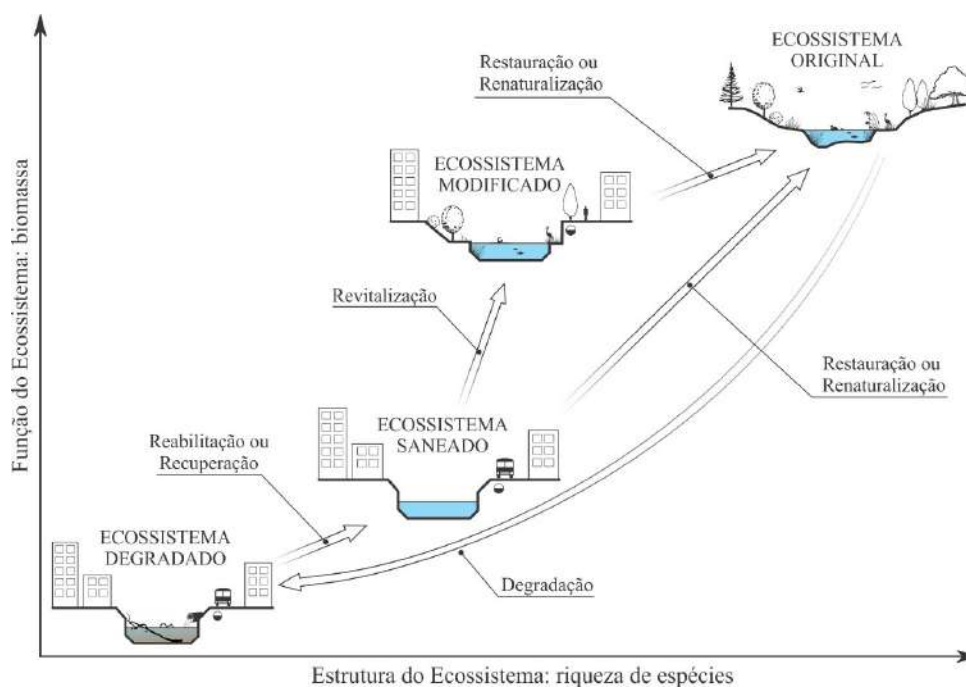 Função do Ecossistema: biomassa
ECOSSISTEMA
ORIGINAL
Restauração ou
Renaturalização
ECOSSISTEMA
MODIFICADO
Revitalização
Restauração ou
Renaturalização
ECOSSISTEMA
SANEADO
Reabilitação ou
Recuperação
ECOSSISTEMA
DEGRADADO
Degradação
Estrutura do Ecossistema: riqueza de espécies